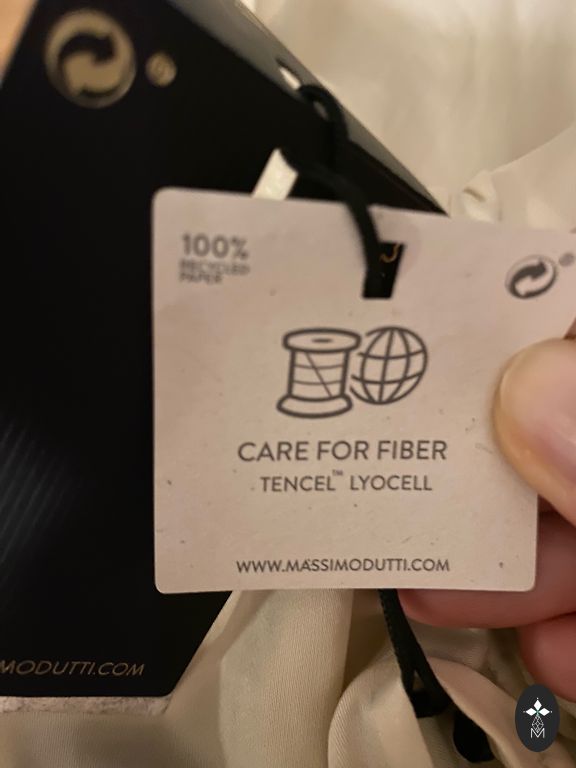 100%
RECYCLED
PAPER
CARE FOR FIBER
TENCEL™ LYOCELL
WWW.MASSIMODUTTI.COM
MODUTTI.COM
M